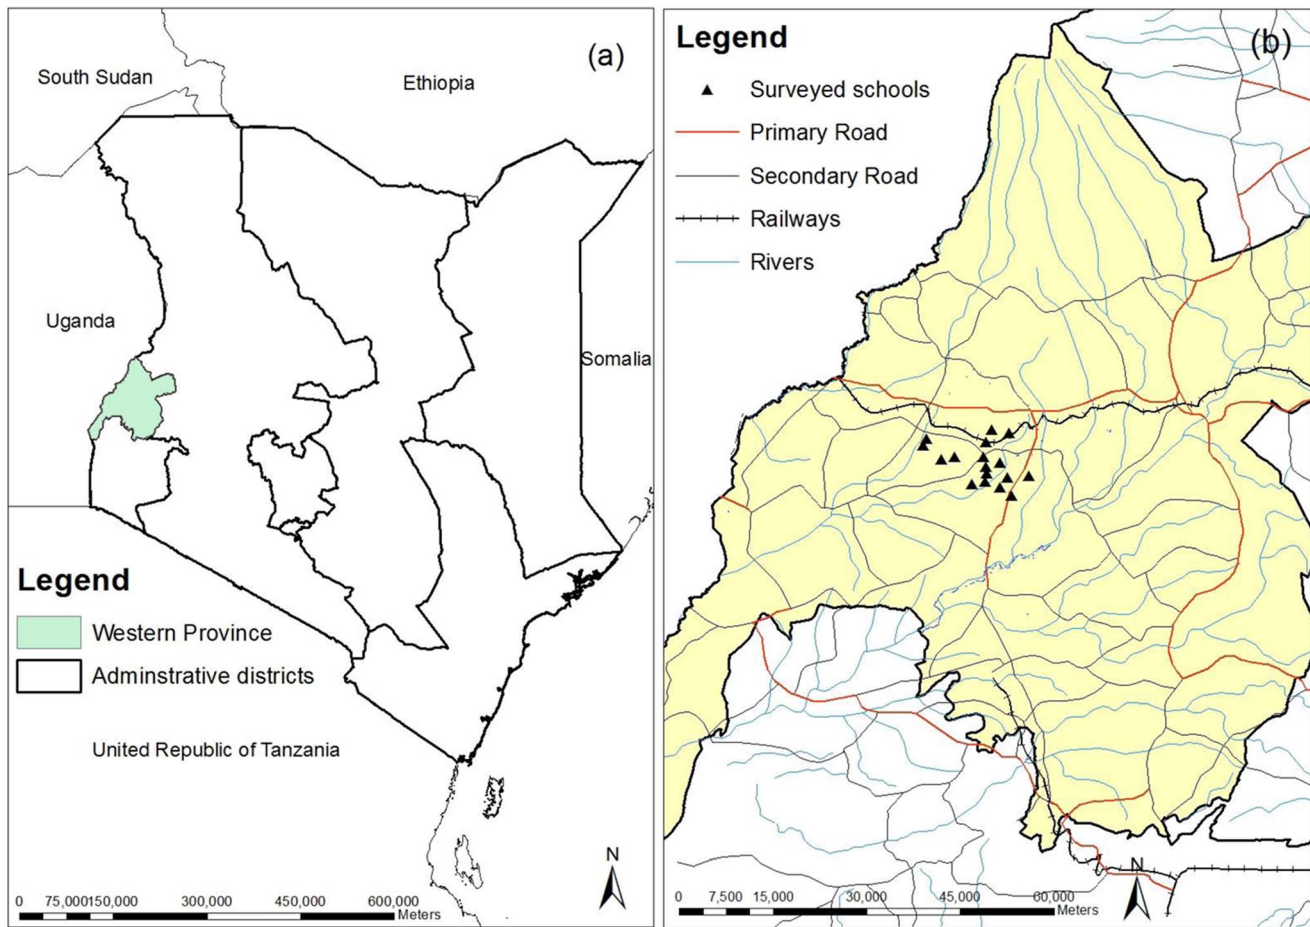 (a)
South Sudan
Ethiopia
Uganda
Somalia
Legend
Western Province
Adminstrative districts
United Republic of Tanzania
N
0 75,000 150,000 300,000 450,000 600,000
Meters
Legend
(b)
Surveyed schools
Primary Road
Secondary Road
Railways
Rivers
N
0 7,500 15,000 30,000 45,000 60,000
Meters